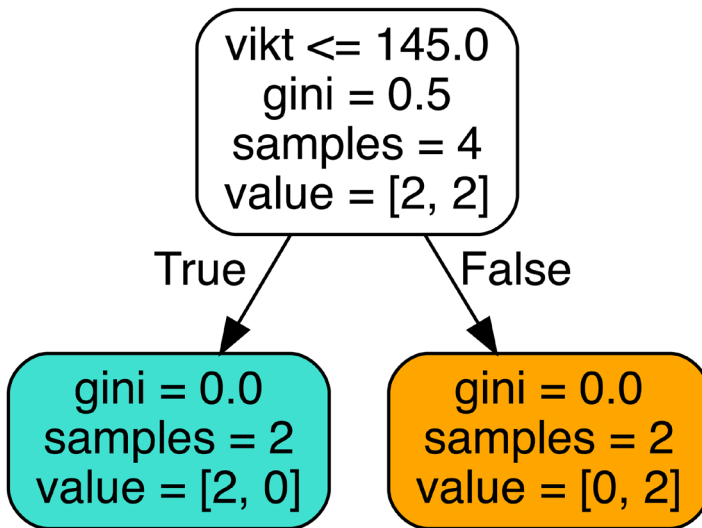 vikt <= 145.0
gini = 0.5
samples = 4
value = [2, 2]
True
False
gini = 0.0
samples = 2
value = [2, 0]
gini = 0.0
samples = 2
value = [0, 2]